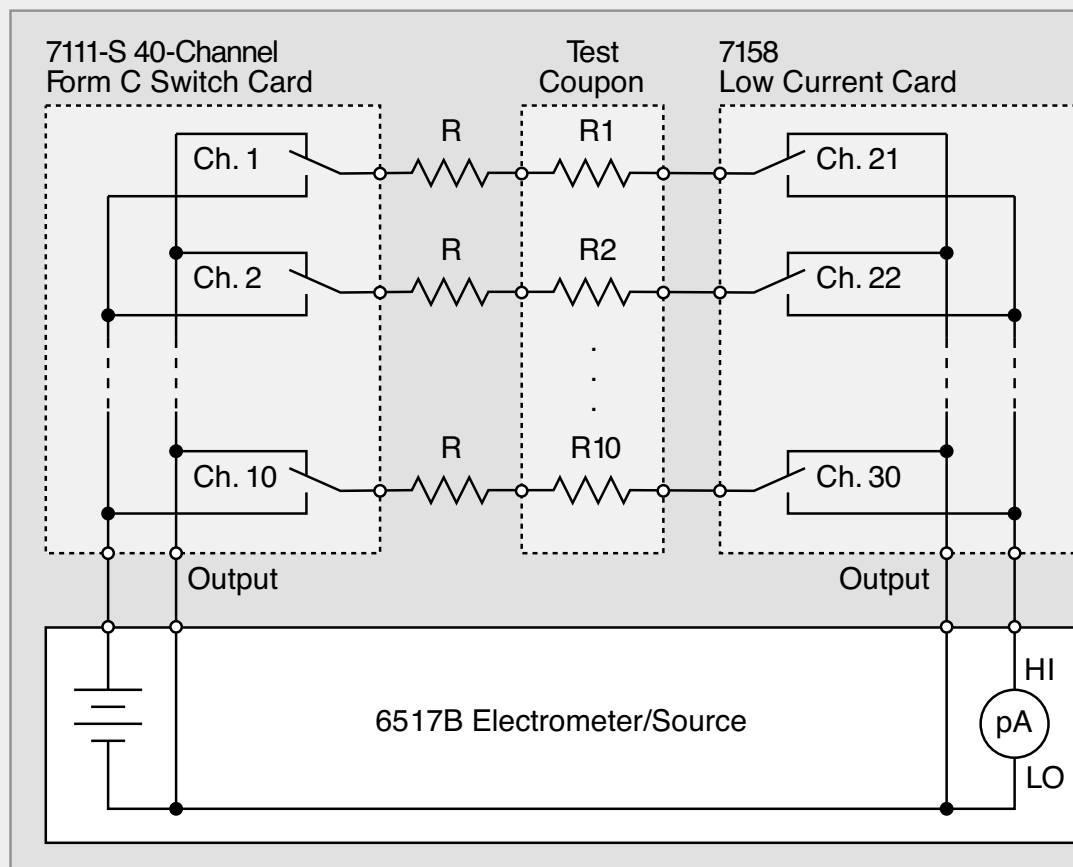 7111-S 40-Channel
Form C Switch Card
Test
Coupon
7158
Low Current Card
Ch. 1
R
R1
Ch. 21
Ch. 2
R
R2
Ch. 22
.
.
.
Ch. 10
R
R10
Ch. 30
Output
Output
6517B Electrometer/Source
HI
pA
LO